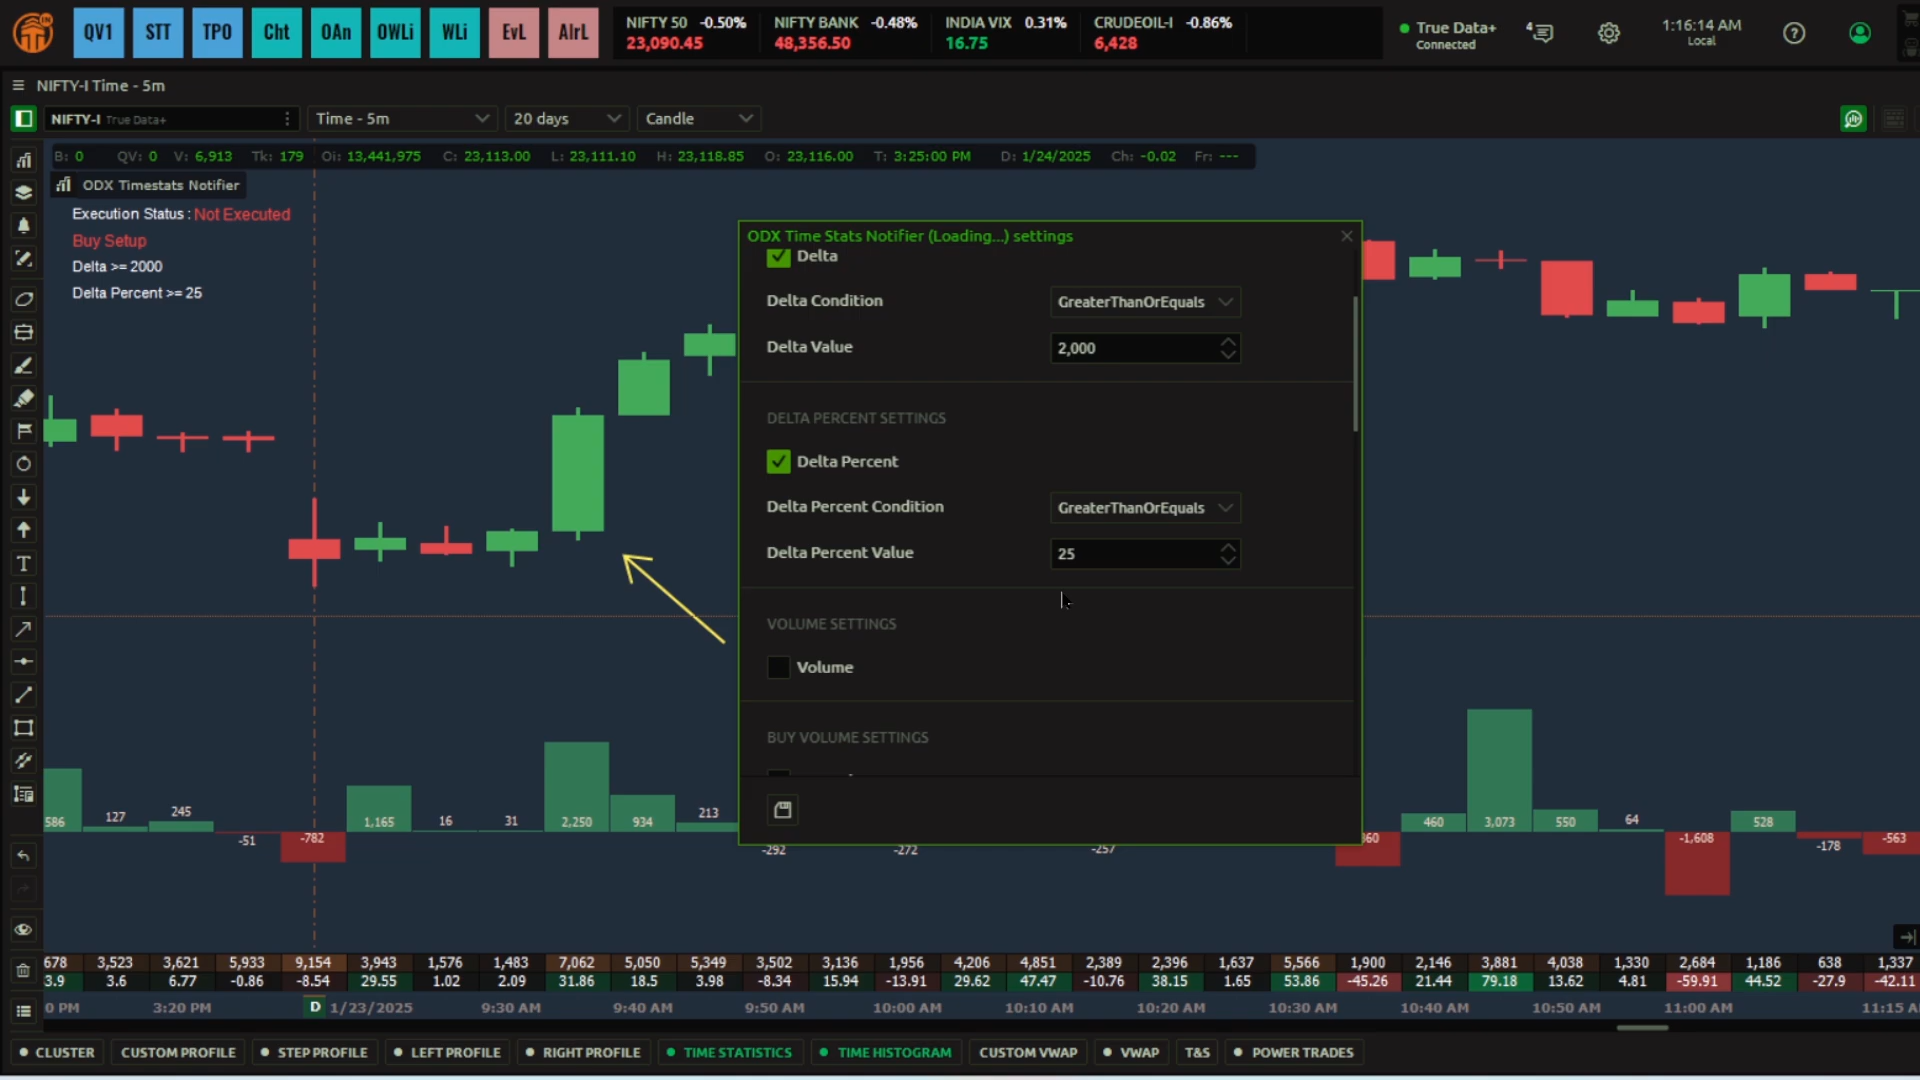 QV1 STT TPO Cht OAn OWLi WLi EvL AlrL
NIFTY 50 -0.50% NIFTY BANK -0.48% INDIA VIX 0.31% CRUDEOIL-I -0.86%
23,090.45 48,356.50 16.75 6,428
True Data+
Connected
4
1:16:14 AM
Local
NIFTY-I Time - 5m
NIFTY-I True Data+ Time - 5m 20 days Candle
B: 0 QV: 0 V: 6,913 Tk: 179 Oi: 13,441,975 C: 23,113.00 L: 23,111.10 H: 23,118.85 O: 23,116.00 T: 3:25:00 PM D: 1/24/2025 Ch: -0.02 Fr: ---
ODX Timestats Notifier
Execution Status : Not Executed
Buy Setup
Delta >= 2000
Delta Percent >= 25
ODX Time Stats Notifier (Loading...) settings
Delta
Delta Condition GreaterThanOrEquals
Delta Value 2,000
DELTA PERCENT SETTINGS
Delta Percent
Delta Percent Condition GreaterThanOrEquals
Delta Percent Value 25
VOLUME SETTINGS
Volume
BUY VOLUME SETTINGS
586 127 245 -51 -782 1,165 16 31 2,250 934 213 -292 -272 -257 360 460 3,073 550 64 -1,608 528 -178 -563
678 3,523 3,621 5,933 9,154 3,943 1,576 1,483 7,062 5,050 5,349 3,502 3,136 1,956 4,206 4,851 2,389 2,396 1,637 5,566 1,900 2,146 3,881 4,038 1,330 2,684 1,186 638 1,337
3.9 3.6 6.77 -0.86 -8.54 29.55 1.02 2.09 31.86 18.5 3.98 -8.34 15.94 -13.91 29.62 47.47 -10.76 38.15 1.65 53.86 -45.26 21.44 79.18 13.62 4.81 -59.91 44.52 -27.9 -42.11
0 PM 3:20 PM D 1/23/2025 9:30 AM 9:40 AM 9:50 AM 10:00 AM 10:10 AM 10:20 AM 10:30 AM 10:40 AM 10:50 AM 11:00 AM 11:15 A
CLUSTER CUSTOM PROFILE STEP PROFILE LEFT PROFILE RIGHT PROFILE TIME STATISTICS TIME HISTOGRAM CUSTOM VWAP VWAP T&S POWER TRADES